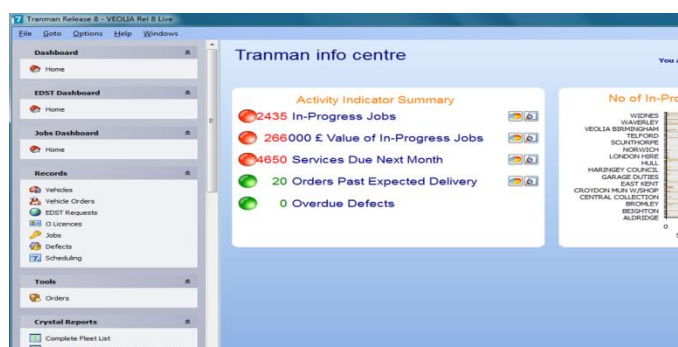 Tranman Release 8 - VEOLIA Rel 8 Live
File Goto Options Help Windows
Dashboard
Home
EDST Dashboard
Home
Jobs Dashboard
Home
Records
Vehicles
Vehicle Orders
EDST Requests
O Licences
Jobs
Defects
Scheduling
Tools
Orders
Crystal Reports
Complete Fleet List
Tranman info centre
You a
Activity Indicator Summary
2435 In-Progress Jobs
266000 £ Value of In-Progress Jobs
4650 Services Due Next Month
20 Orders Past Expected Delivery
0 Overdue Defects
No of In-Pro
WIDNES
WAVERLEY
VEOLIA BIRMINGHAM
TELFORD
SCUNTHORPE
NORWICH
LONDON HIRE
HULL
HARINGEY COUNCIL
GARAGE DUTIES
EAST KENT
CROYDON MUN W/SHOP
CENTRAL COLLECTION
BROMLEY
BEIGHTON
ALDRIDGE
0